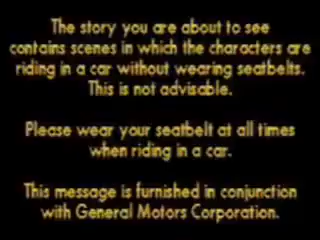 The story you are about to see
contains scenes in which the characters are
riding in a car without wearing seatbelts.
This is not advisable.
Please wear your seatbelt at all times
when riding in a car.
This message is furnished in conjunction
with General Motors Corporation.